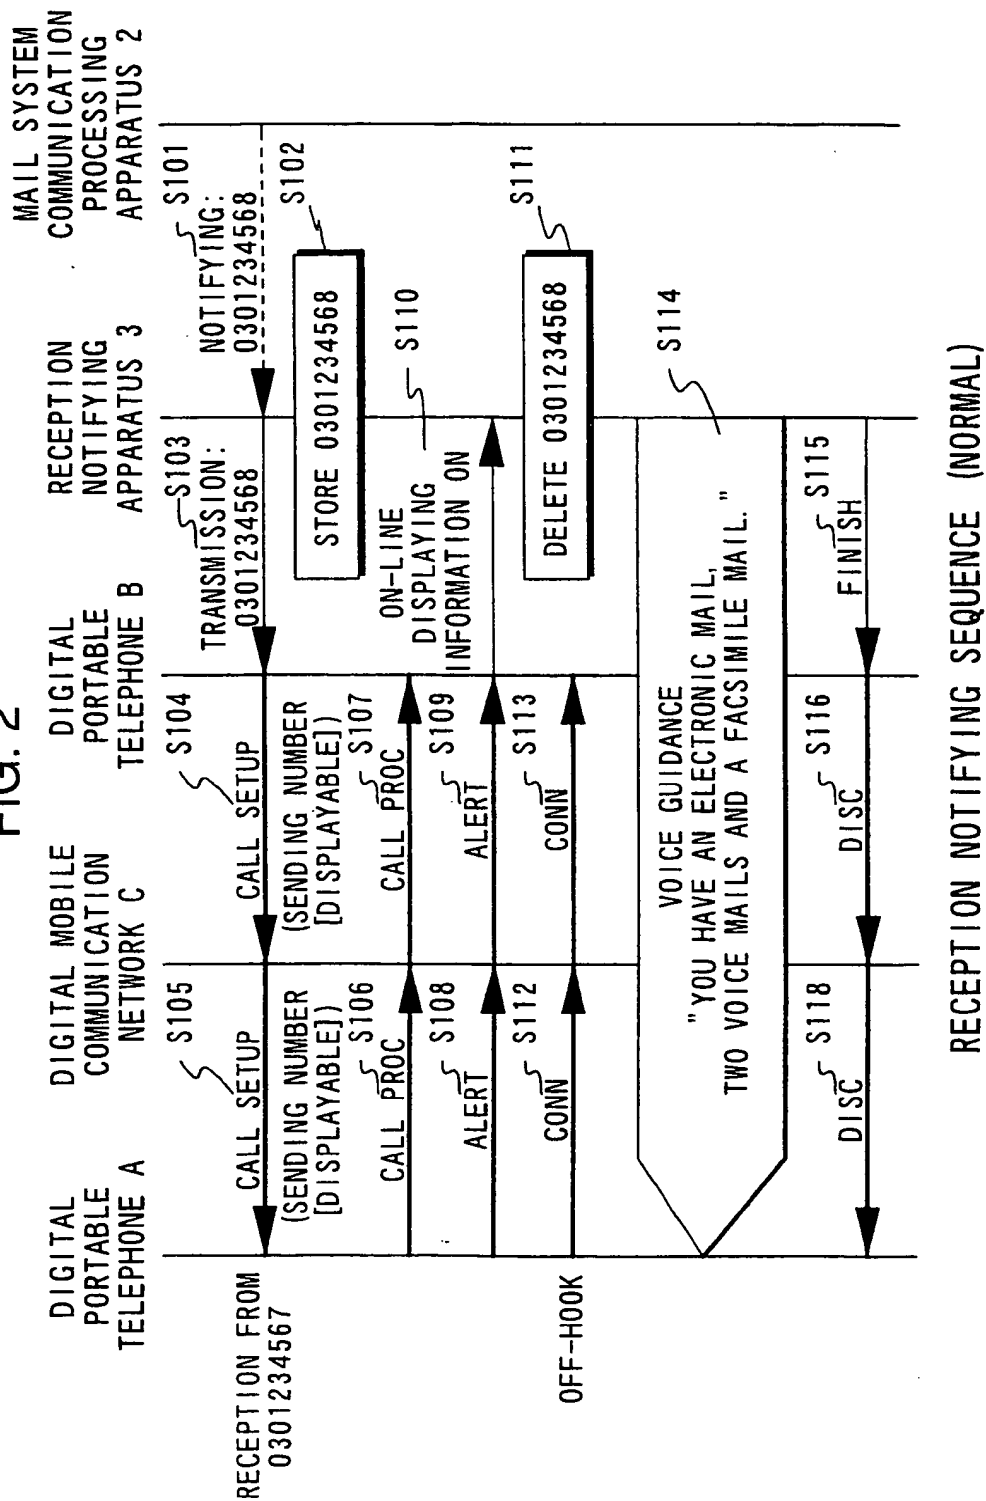 FIG. 2
DIGITAL
PORTABLE
TELEPHONE A
DIGITAL MOBILE
COMMUNICATION
NETWORK C
DIGITAL
PORTABLE
TELEPHONE B
RECEPTION
NOTIFYING
APPARATUS 3
MAIL SYSTEM
COMMUNICATION
PROCESSING
APPARATUS 2
S101
NOTIFYING:
0301234568
S102
STORE 0301234568
S103
TRANSMISSION:
0301234568
S104
CALL SETUP
(SENDING NUMBER
[DISPLAYABLE])
S105
CALL SETUP
(SENDING NUMBER
[DISPLAYABLE])
RECEPTION FROM
0301234567
S106
CALL PROC
S107
CALL PROC
S108
ALERT
S109
ALERT
S110
ON-LINE
DISPLAYING
INFORMATION ON
S111
DELETE 0301234568
OFF-HOOK
S112
CONN
S113
CONN
S114
VOICE GUIDANCE
"YOU HAVE AN ELECTRONIC MAIL,
TWO VOICE MAILS AND A FACSIMILE MAIL."
S115
FINISH
S116
DISC
S118
DISC
RECEPTION NOTIFYING SEQUENCE (NORMAL)